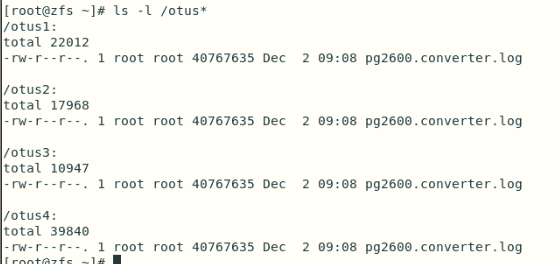 [root@zfs ~]# ls -l /otus*
/otus1:
total 22012
-rw-r--r--. 1 root root 40767635 Dec  2 09:08 pg2600.converter.log

/otus2:
total 17968
-rw-r--r--. 1 root root 40767635 Dec  2 09:08 pg2600.converter.log

/otus3:
total 10947
-rw-r--r--. 1 root root 40767635 Dec  2 09:08 pg2600.converter.log

/otus4:
total 39840
-rw-r--r--. 1 root root 40767635 Dec  2 09:08 pg2600.converter.log
[root@zfs ~]#